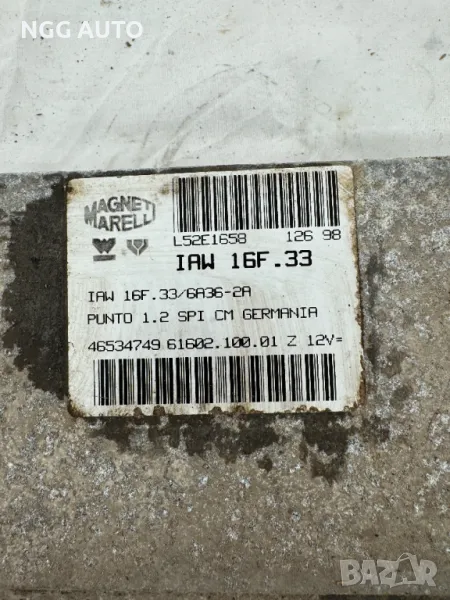 NGG AUTO
MAGNETI
MARELLI
L52E1658 126 98
IAW 16F.33
IAW 16F.33/6A36-2A
PUNTO 1.2 SPI CM GERMANIA
46534749 61602.100.01 Z 12V=
BAZAR